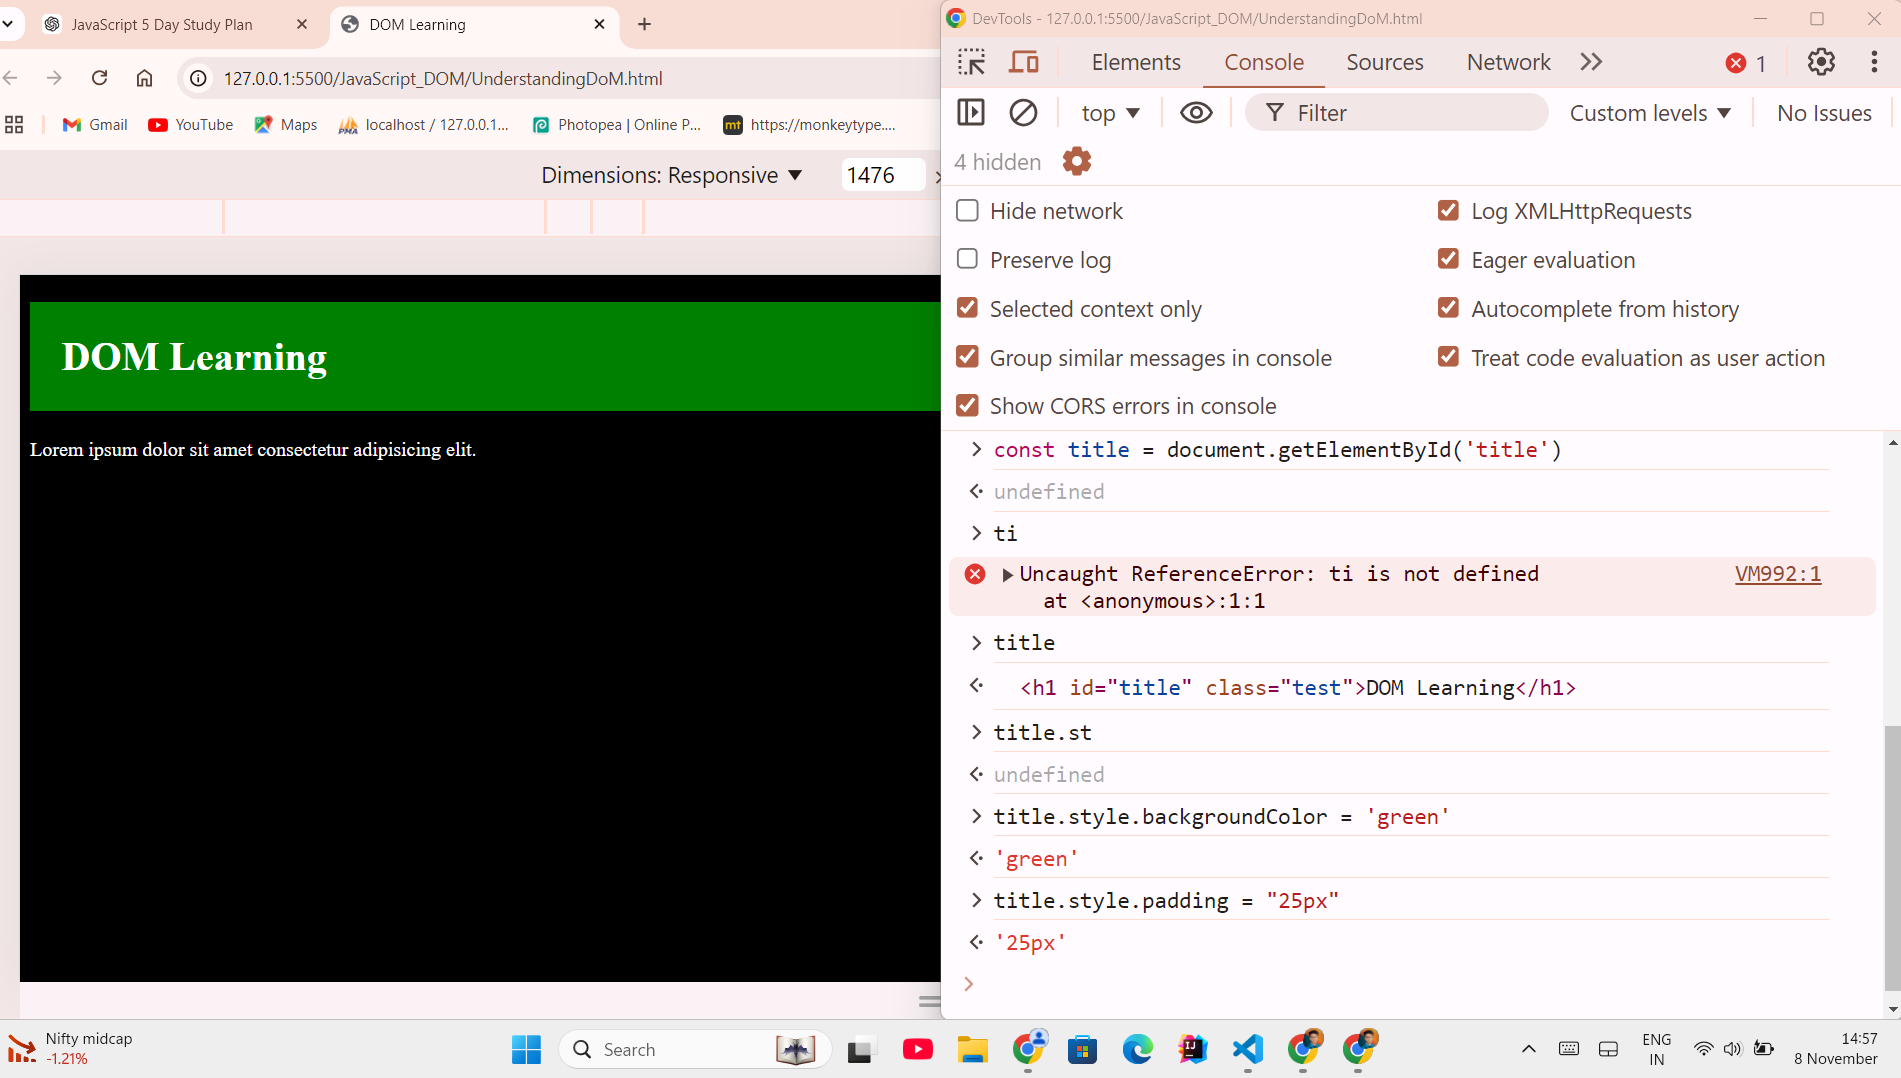 JavaScript 5 Day Study Plan
DOM Learning
DevTools - 127.0.0.1:5500/JavaScript_DOM/UnderstandingDoM.html
127.0.0.1:5500/JavaScript_DOM/UnderstandingDoM.html
Elements Console Sources Network 1
Gmail YouTube Maps localhost / 127.0.0.1... Photopea | Online P... mt https://monkeytype....
top Filter Custom levels No Issues
4 hidden
Dimensions: Responsive 1476
Hide network Log XMLHttpRequests
Preserve log Eager evaluation
Selected context only Autocomplete from history
Group similar messages in console Treat code evaluation as user action
Show CORS errors in console
DOM Learning
Lorem ipsum dolor sit amet consectetur adipisicing elit.
const title = document.getElementById('title')
undefined
ti
Uncaught ReferenceError: ti is not defined VM992:1
at <anonymous>:1:1
title
<h1 id="title" class="test">DOM Learning</h1>
title.st
undefined
title.style.backgroundColor = 'green'
'green'
title.style.padding = "25px"
'25px'
Nifty midcap
-1.21%
Search
ENG
IN
14:57
8 November